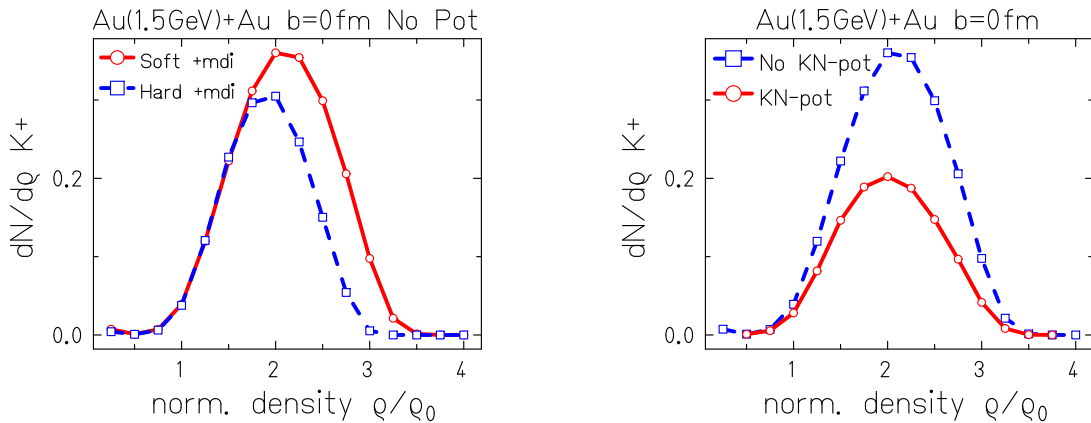 Au(1.5GeV)+Au b=0fm No Pot
Soft +mdi
Hard +mdi
dN/dϱ K+
0.2
0.0
1 2 3 4
norm. density ϱ/ϱ0
Au(1.5GeV)+Au b=0fm
No KN-pot
KN-pot
dN/dϱ K+
0.2
0.0
1 2 3 4
norm. density ϱ/ϱ0